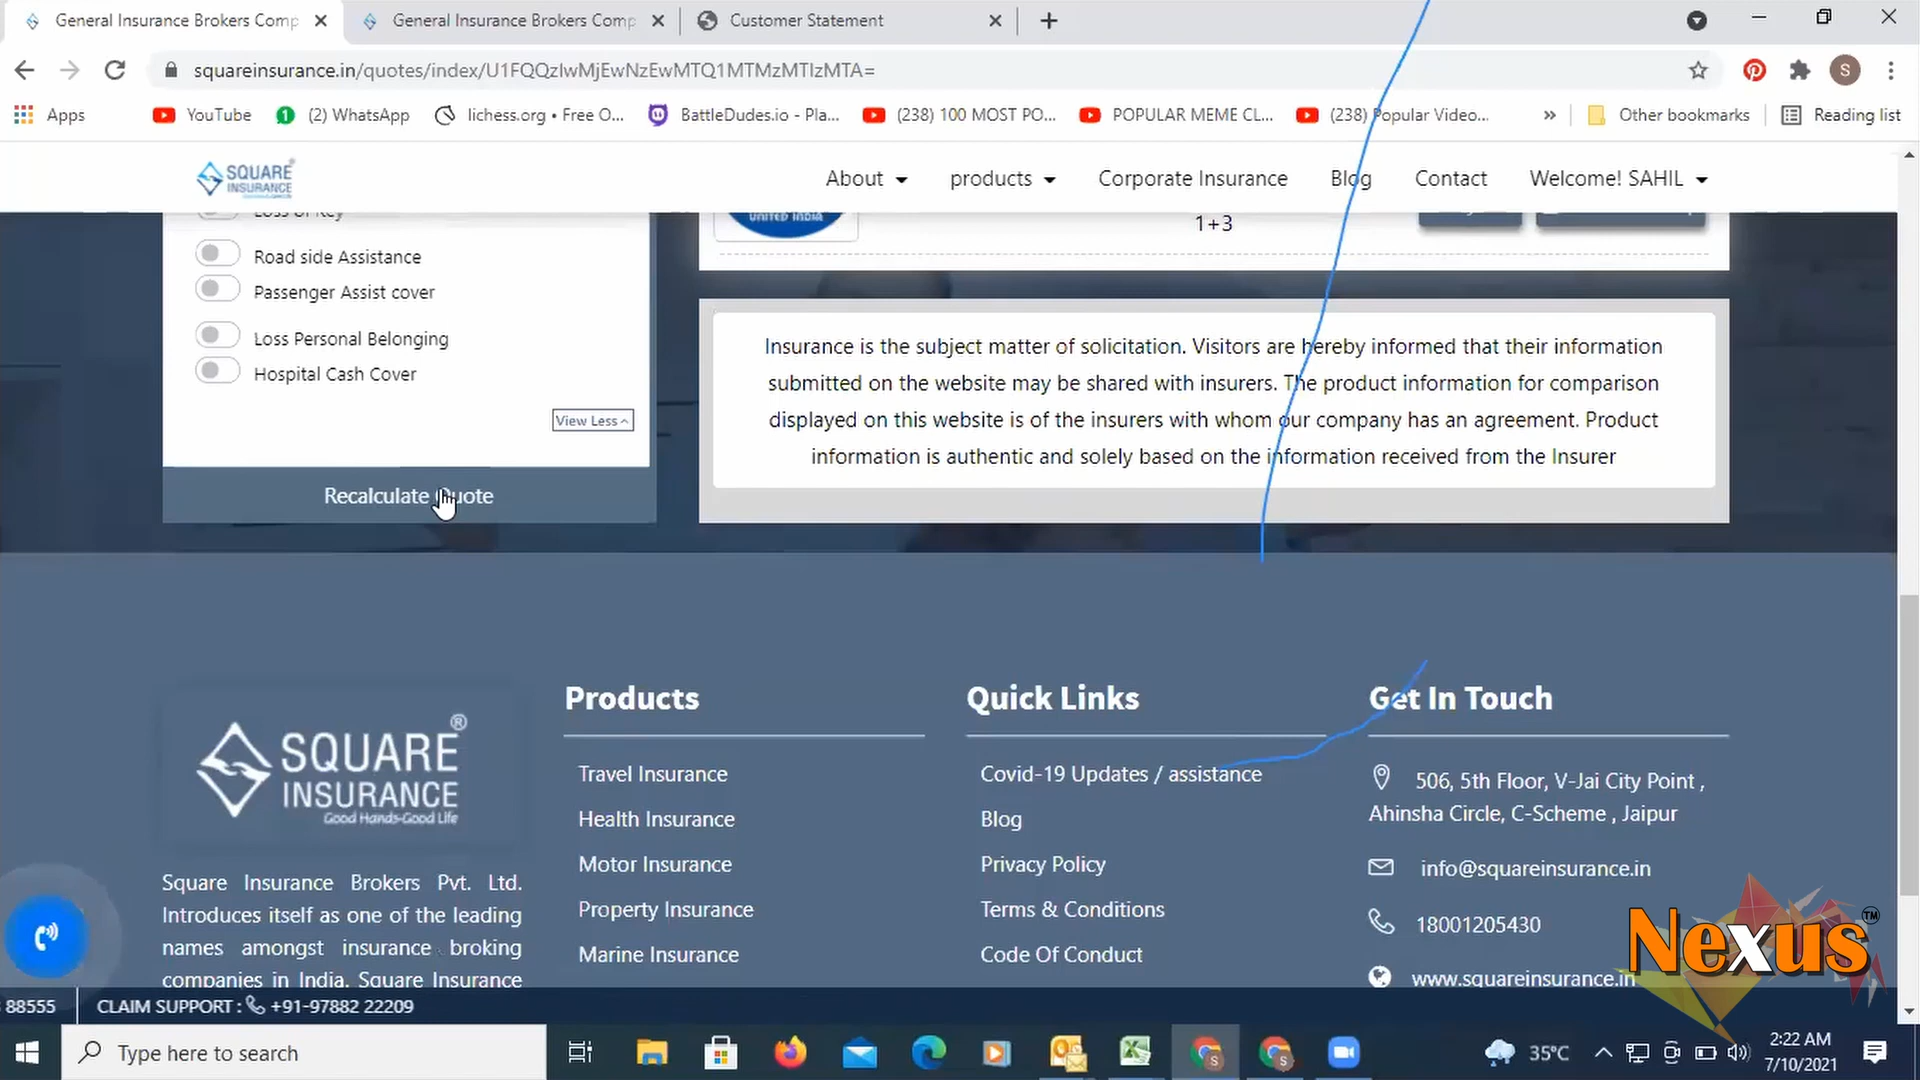 General Insurance Brokers Comp
General Insurance Brokers Comp
Customer Statement
squareinsurance.in/quotes/index/
S
Apps
YouTube
(2) WhatsApp
lichess.org • Free O...
BattleDudes.io - Pla...
(238) 100 MOST PO...
POPULAR MEME CL...
(238) Popular Video...
Other bookmarks
Reading list
SQUARE
INSURANCE
About
products
Corporate Insurance
Blog
Contact
Welcome! SAHIL
Loss of Key
Road side Assistance
Passenger Assist cover
Loss Personal Belonging
Hospital Cash Cover
View Less
Recalculate Quote
UNITED INDIA
1+3
Insurance is the subject matter of solicitation. Visitors are hereby informed that their information
submitted on the website may be shared with insurers. The product information for comparison
displayed on this website is of the insurers with whom our company has an agreement. Product
information is authentic and solely based on the information received from the Insurer
SQUARE®
INSURANCE
Good Hands-Good Life
Square Insurance Brokers Pvt. Ltd.
Introduces itself as one of the leading
names amongst insurance broking
companies in India. Square Insurance
Products
Travel Insurance
Health Insurance
Motor Insurance
Property Insurance
Marine Insurance
Quick Links
Covid-19 Updates / assistance
Blog
Privacy Policy
Terms & Conditions
Code Of Conduct
Get In Touch
506, 5th Floor, V-Jai City Point ,
Ahinsha Circle, C-Scheme , Jaipur
info@squareinsurance.in
18001205430
www.squareinsurance.in
Nexus™
88555
CLAIM SUPPORT : +91-97882 22209
Type here to search
35°C
2:22 AM
7/10/2021